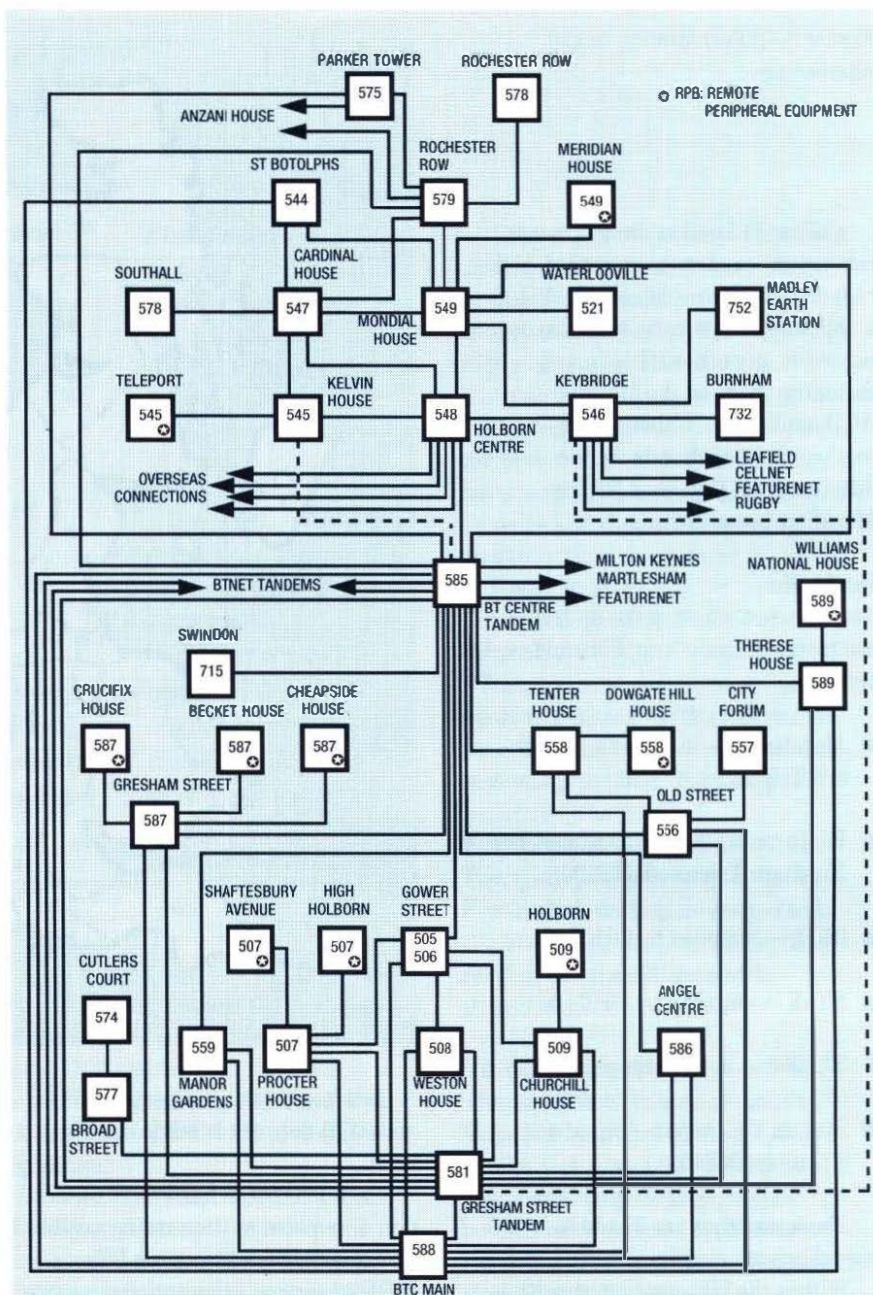 PARKER TOWER
ROCHESTER ROW
575
578
RPB: REMOTE
PERIPHERAL EQUIPMENT
ANZANI HOUSE
ST BOTOLPHS
ROCHESTER
ROW
MERIDIAN
HOUSE
544
579
549
SOUTHALL
CARDINAL
HOUSE
WATERLOOVILLE
MADLEY
EARTH
STATION
578
547
MONDIAL
HOUSE
549
521
752
TELEPORT
KELVIN
HOUSE
KEYBRIDGE
BURNHAM
545
545
548
HOLBORN
CENTRE
546
732
OVERSEAS
CONNECTIONS
LEAFIELD
CELLNET
FEATURENET
RUGBY
BTNET TANDEMS
585
BT CENTRE
TANDEM
MILTON KEYNES
MARTLESHAM
FEATURENET
WILLIAMS
NATIONAL HOUSE
589
SWINDON
715
THERESE
HOUSE
589
CRUCIFIX
HOUSE
BECKET HOUSE
CHEAPSIDE
HOUSE
TENTER
HOUSE
DOWGATE HILL
HOUSE
CITY
FORUM
587
587
587
558
558
557
GRESHAM STREET
587
OLD STREET
556
SHAFTESBURY
AVENUE
HIGH
HOLBORN
GOWER
STREET
HOLBORN
507
507
505
506
509
CUTLERS
COURT
574
ANGEL
CENTRE
559
MANOR
GARDENS
507
PROCTER
HOUSE
508
WESTON
HOUSE
509
CHURCHILL
HOUSE
586
577
BROAD
STREET
581
GRESHAM STREET
TANDEM
588
BTC MAIN